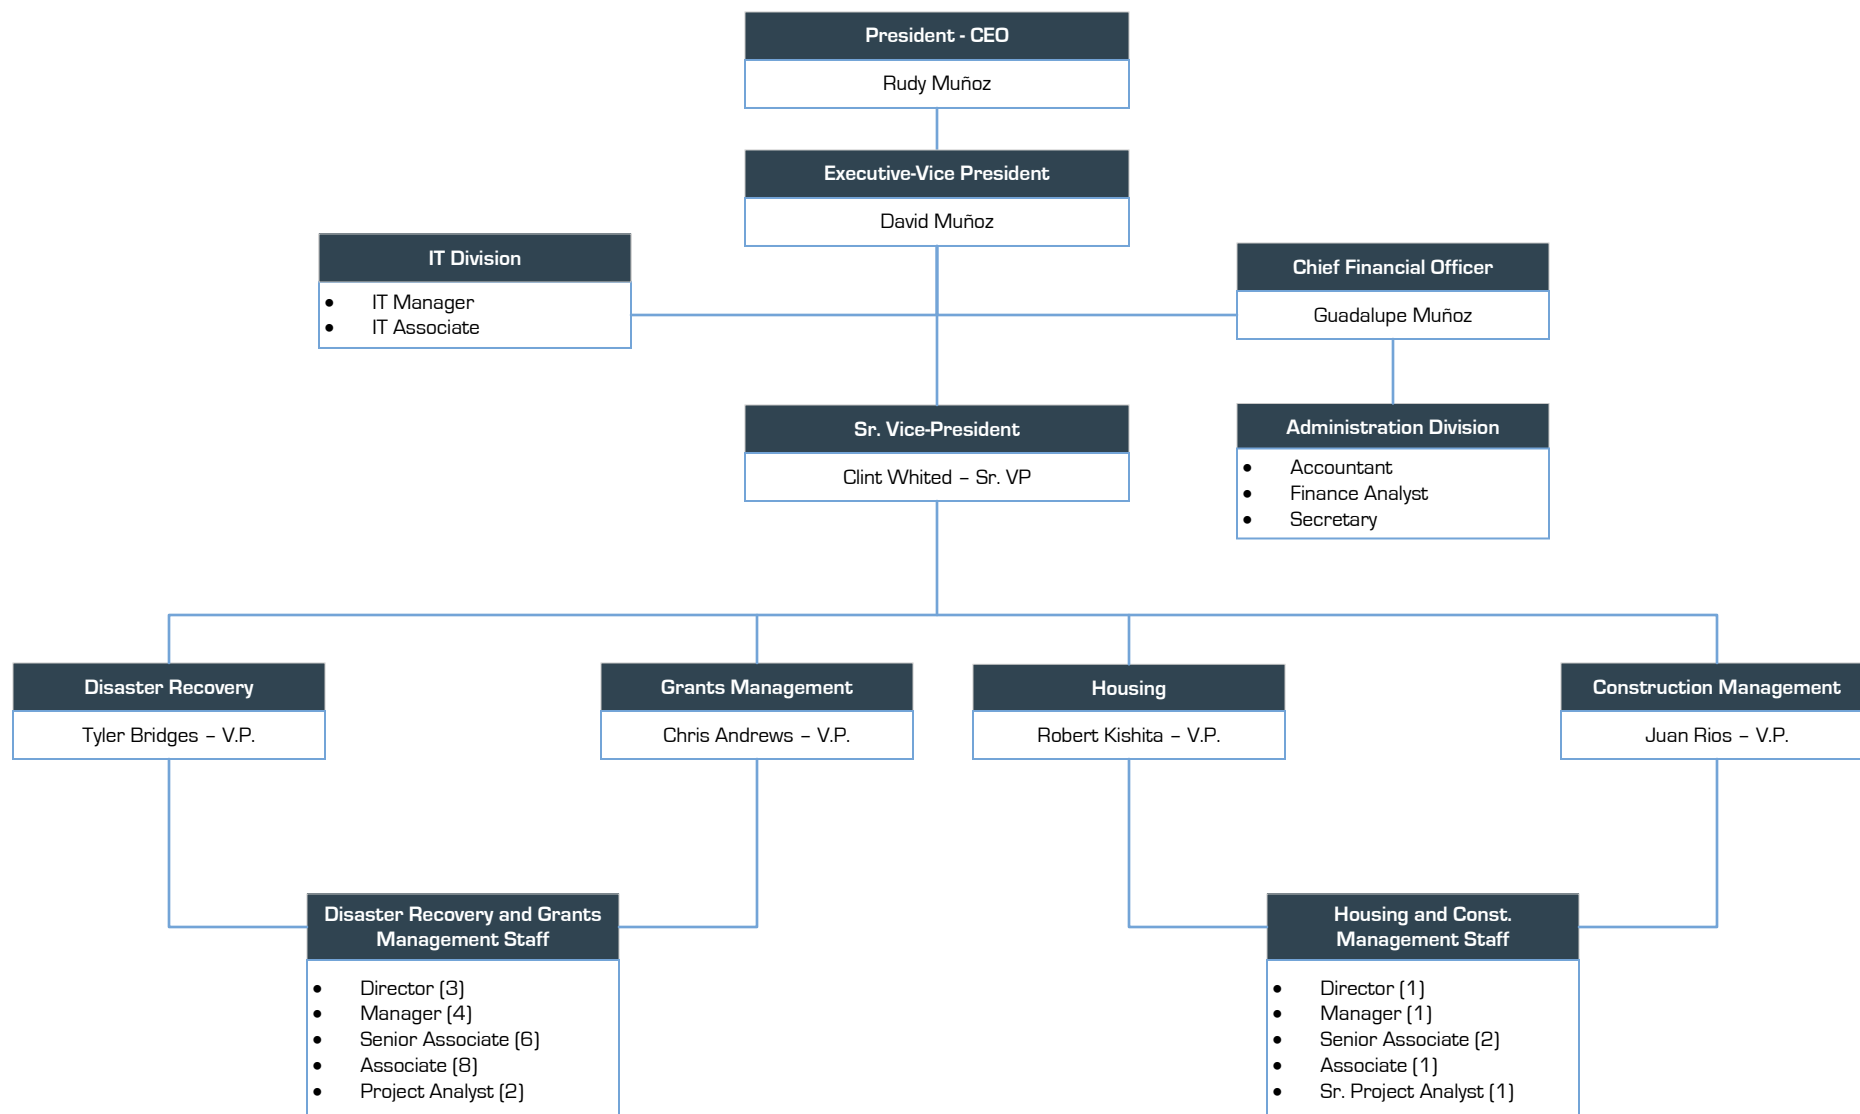 President - CEO
Rudy Muñoz
Executive-Vice President
David Muñoz
IT Division
• IT Manager
• IT Associate
Chief Financial Officer
Guadalupe Muñoz
Sr. Vice-President
Clint Whited – Sr. VP
Administration Division
• Accountant
• Finance Analyst
• Secretary
Disaster Recovery
Tyler Bridges – V.P.
Grants Management
Chris Andrews – V.P.
Housing
Robert Kishita – V.P.
Construction Management
Juan Rios – V.P.
Disaster Recovery and Grants
Management Staff
• Director (3)
• Manager (4)
• Senior Associate (6)
• Associate (8)
• Project Analyst (2)
Housing and Const.
Management Staff
• Director (1)
• Manager (1)
• Senior Associate (2)
• Associate (1)
• Sr. Project Analyst (1)